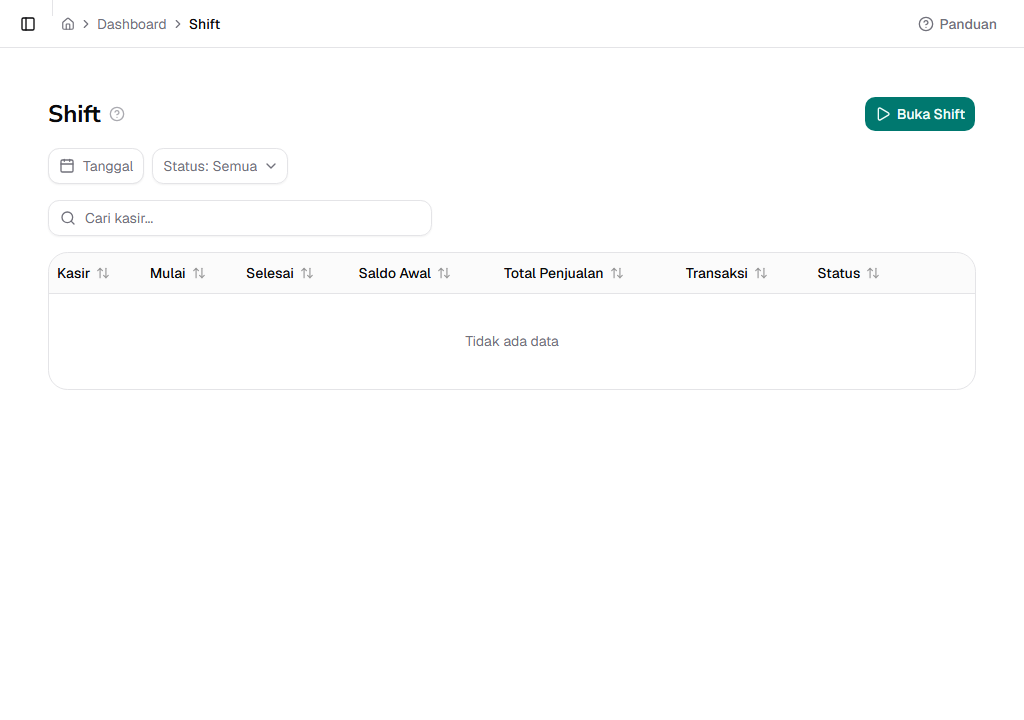 Dashboard Shift Panduan
Shift Buka Shift
Tanggal Status: Semua
Cari kasir...
Kasir Mulai Selesai Saldo Awal Total Penjualan Transaksi Status
Tidak ada data